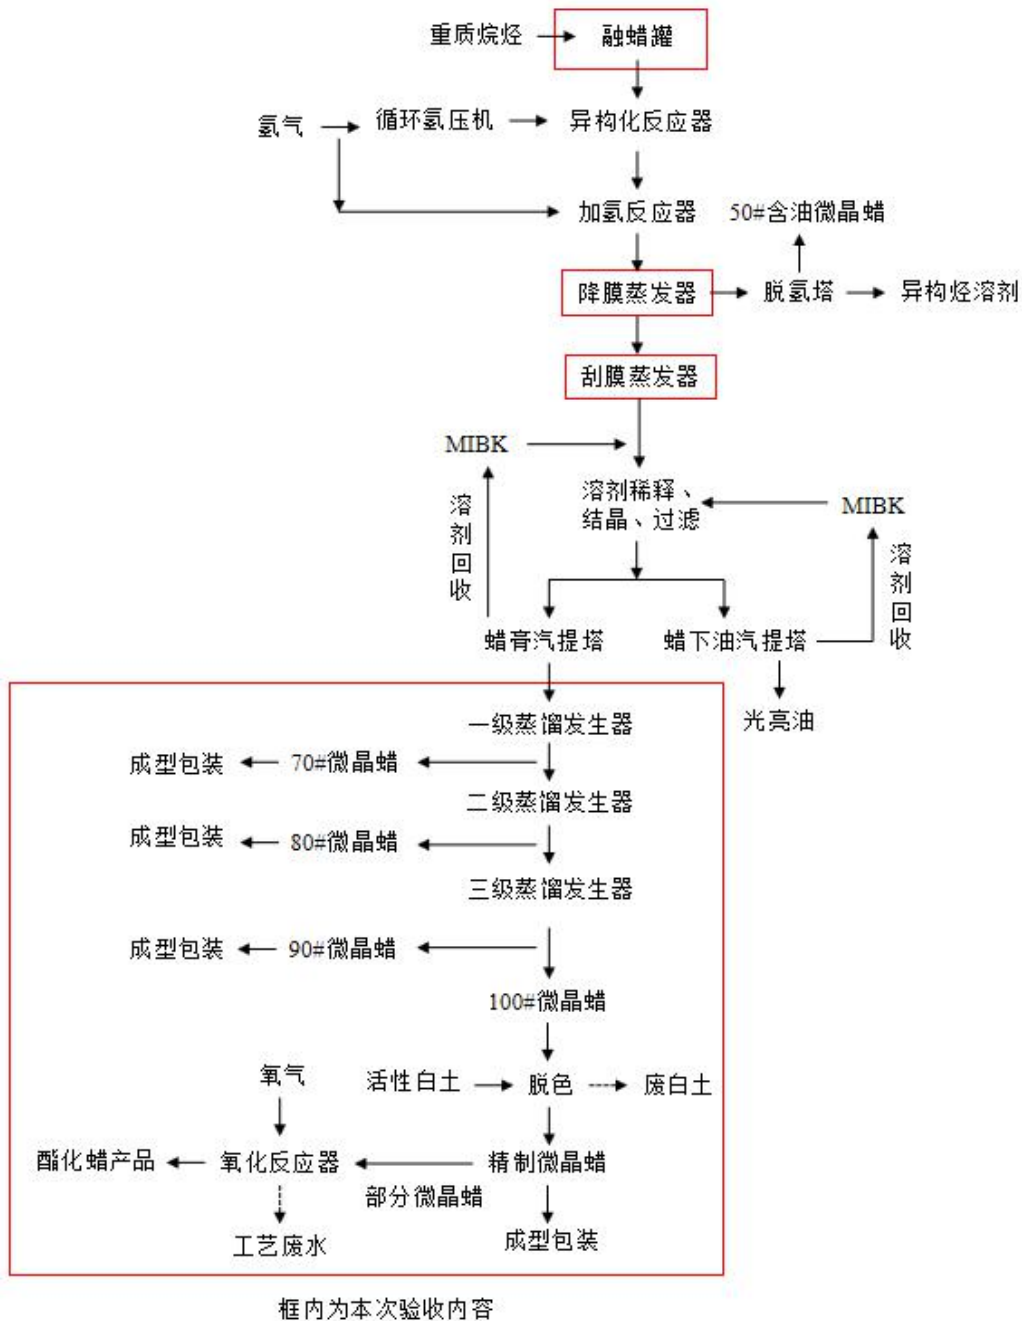 重质烷烃
融蜡罐
氢气
循环氢压机
异构化反应器
加氢反应器
50#含油微晶蜡
降膜蒸发器
脱氢塔
异构烃溶剂
刮膜蒸发器
MIBK
溶剂回收
溶剂稀释、
结晶、过滤
MIBK
溶剂回收
蜡膏汽提塔
蜡下油汽提塔
光亮油
一级蒸馏发生器
成型包装
70#微晶蜡
二级蒸馏发生器
成型包装
80#微晶蜡
三级蒸馏发生器
成型包装
90#微晶蜡
100#微晶蜡
氧气
活性白土
脱色
废白土
酯化蜡产品
氧化反应器
部分微晶蜡
精制微晶蜡
工艺废水
成型包装
框内为本次验收内容